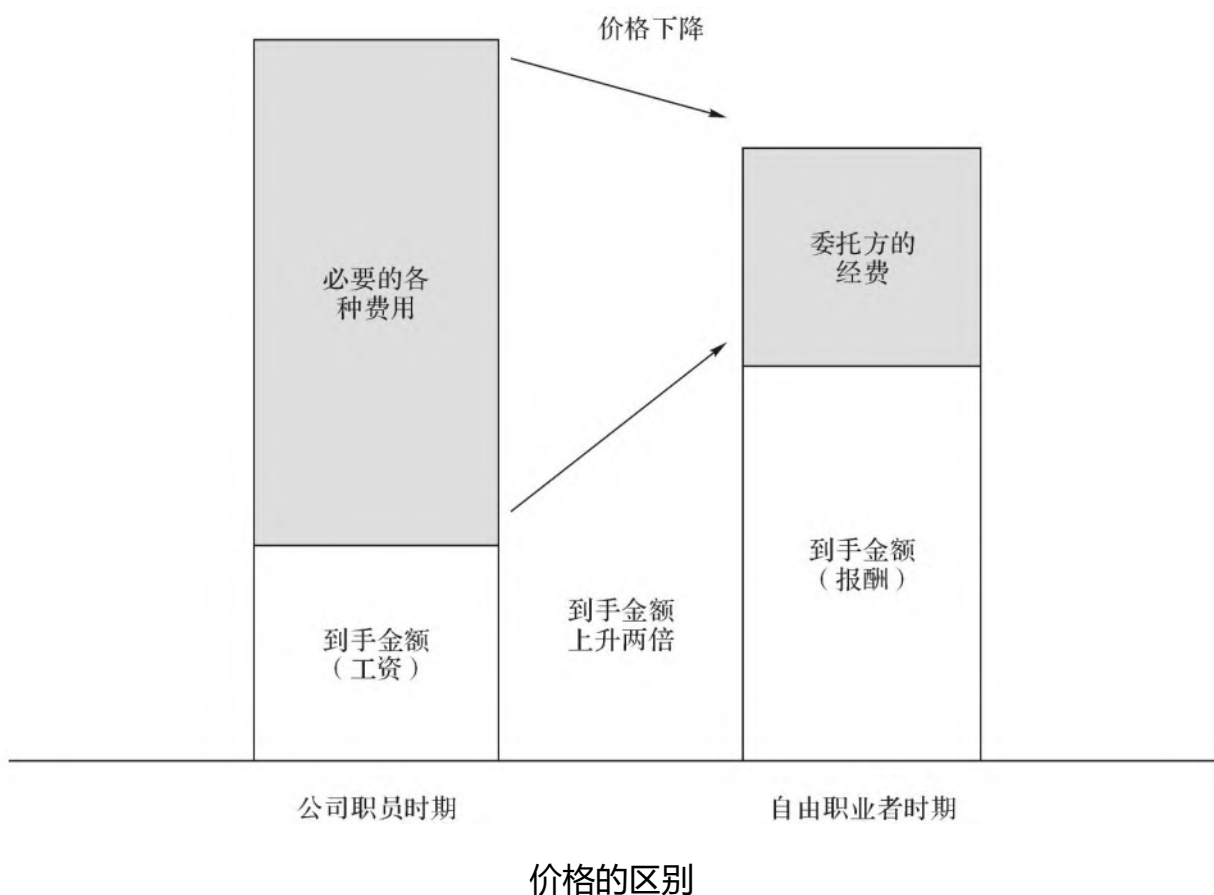 价格下降
必要的各
种费用
委托方的
经费
到手金额
（工资）
到手金额
上升两倍
到手金额
（报酬）
公司职员时期
自由职业者时期
价格的区别